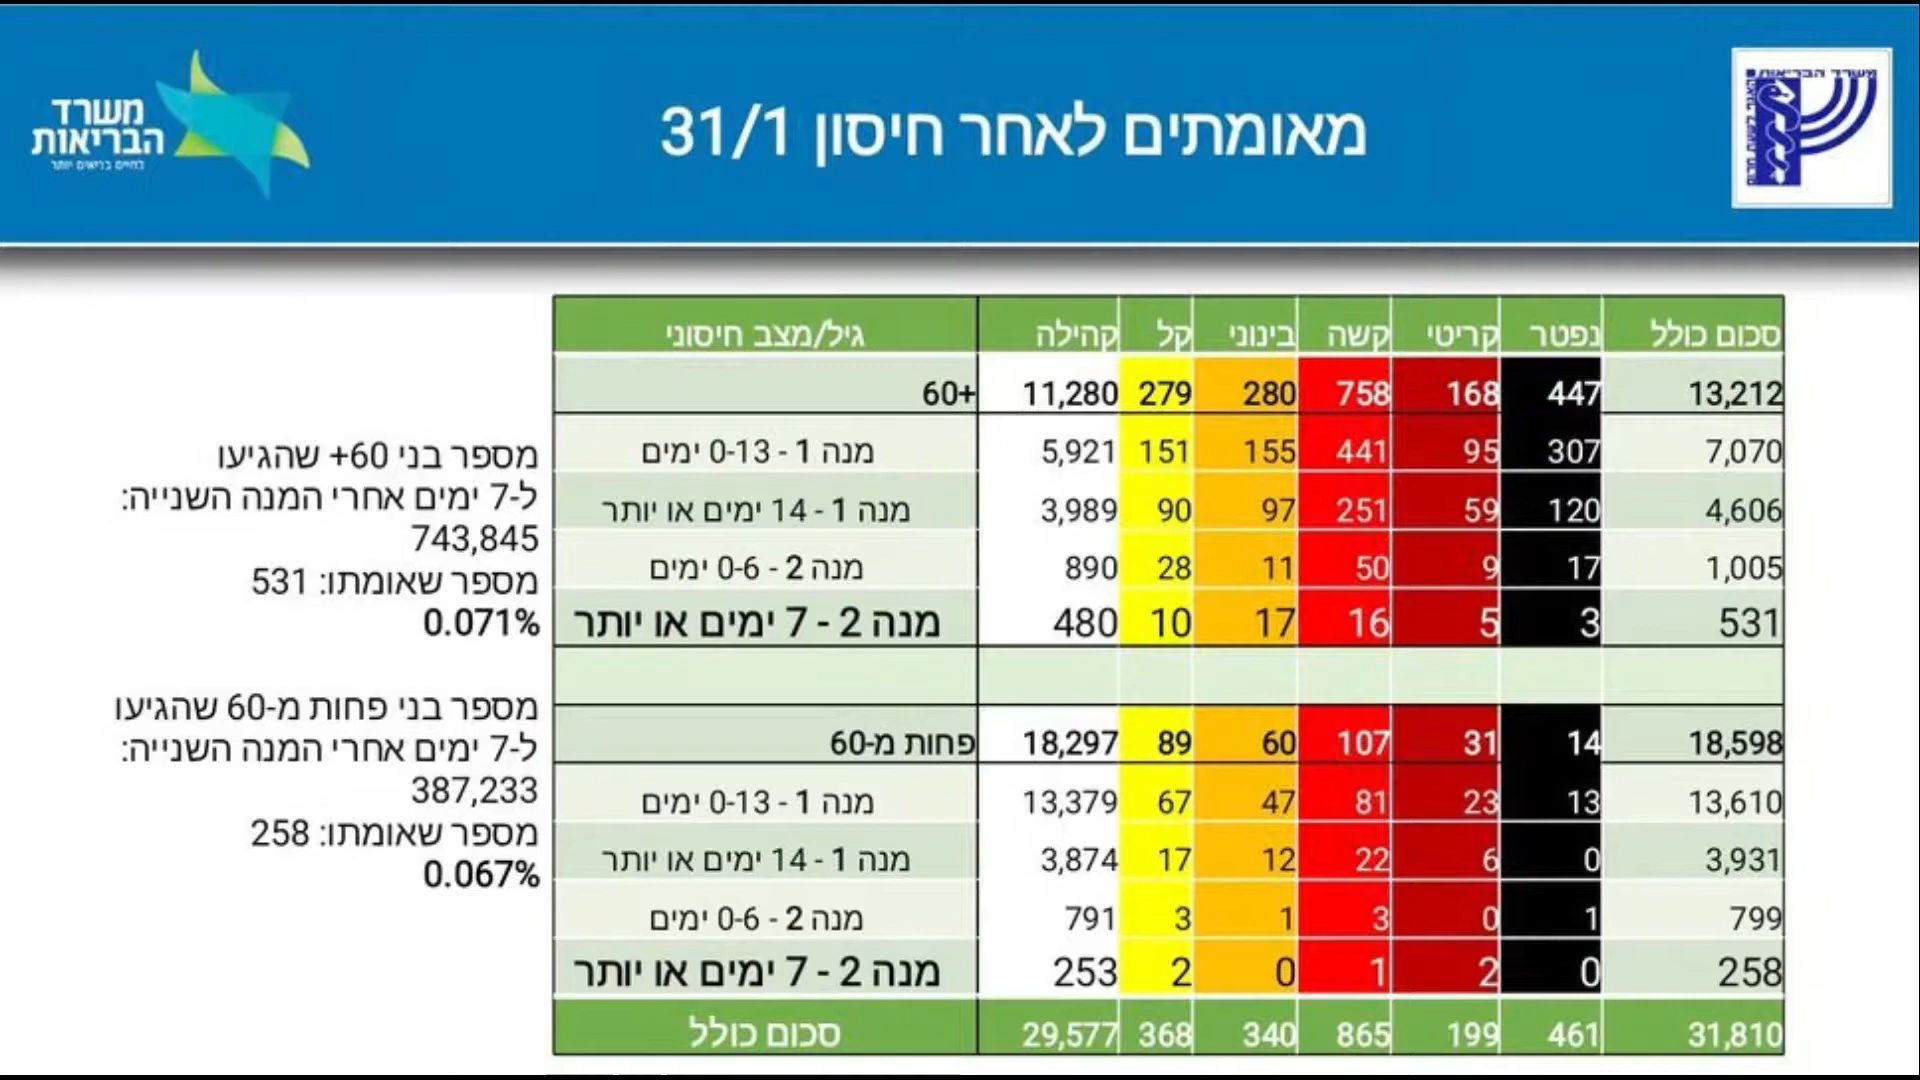 משרד
הבריאות
לחיים בריאים יותר
מאומתים לאחר חיסון 31/1
משרד הבריאות
גיל/מצב חיסוני קהילה קל בינוני קשה קריטי נפטר סכום כולל
60+ 11,280 279 280 758 168 447 13,212
מנה 1 - 0-13 ימים 5,921 151 155 441 95 307 7,070
מנה 1 - 14 ימים או יותר 3,989 90 97 251 59 120 4,606
מנה 2 - 0-6 ימים 890 28 11 50 9 17 1,005
מנה 2 - 7 ימים או יותר 480 10 17 16 5 3 531
פחות מ-60 18,297 89 60 107 31 14 18,598
מנה 1 - 0-13 ימים 13,379 67 47 81 23 13 13,610
מנה 1 - 14 ימים או יותר 3,874 17 12 22 6 0 3,931
מנה 2 - 0-6 ימים 791 3 1 3 0 1 799
מנה 2 - 7 ימים או יותר 253 2 0 1 2 0 258
סכום כולל 29,577 368 340 865 199 461 31,810
מספר בני 60+ שהגיעו
ל-7 ימים אחרי המנה השנייה:
743,845
מספר שאומתו: 531
0.071%
מספר בני פחות מ-60 שהגיעו
ל-7 ימים אחרי המנה השנייה:
387,233
מספר שאומתו: 258
0.067%